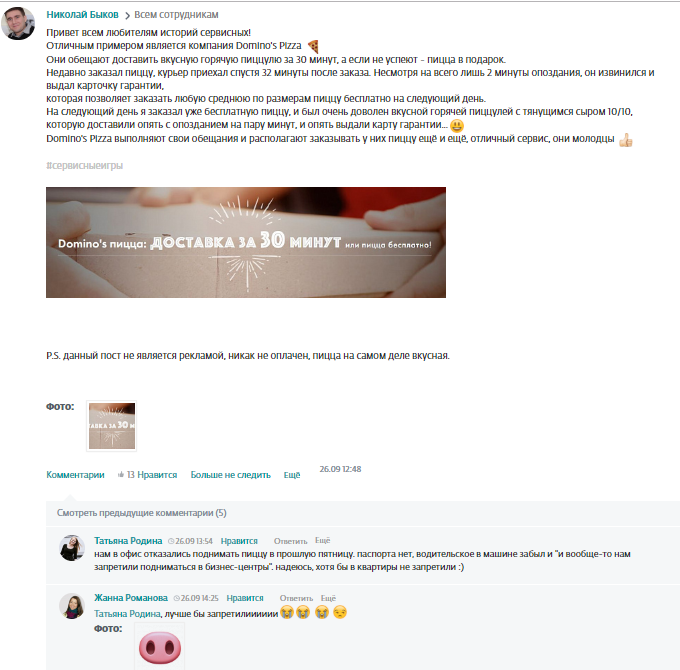 Николай Быков > Всем сотрудникам
Привет всем любителям историй сервисных!
Отличным примером является компания Domino's Pizza 🍕
Они обещают доставить вкусную горячую пиццулю за 30 минут, а если не успеют - пицца в подарок.
Недавно заказал пиццу, курьер приехал спустя 32 минуты после заказа. Несмотря на всего лишь 2 минуты опоздания, он извинился и
выдал карточку гарантии,
которая позволяет заказать любую среднюю по размерам пиццу бесплатно на следующий день.
На следующий день я заказал уже бесплатную пиццу, и был очень доволен вкусной горячей пиццулей с тянущимся сыром 10/10,
которую доставили опять с опозданием на пару минут, и опять выдали карту гарантии... 😃
Domino's Pizza выполняют свои обещания и располагают заказывать у них пиццу ещё и ещё, отличный сервис, они молодцы 👍
#сервисныеигры
Domino's пицца: ДОСТАВКА ЗА 30 МИНУТ или пицца бесплатно!
P.S. данный пост не является рекламой, никак не оплачен, пицца на самом деле вкусная.
Фото:
СТАВКА ЗА 30 М
Комментарии 13 Нравится Больше не следить Ещё 26.09 12:48
Смотреть предыдущие комментарии (5)
Татьяна Родина 26.09 13:54 Нравится Ответить Ещё
нам в офис отказались поднимать пиццу в прошлую пятницу. паспорта нет, водительское в машине забыл и "и вообще-то нам
запретили подниматься в бизнес-центры". надеюсь, хотя бы в квартиры не запретили :)
Жанна Романова 26.09 14:25 Нравится Ответить Ещё
Татьяна Родина, лучше бы запретилииииии 😭😭 😭 😒
Фото: